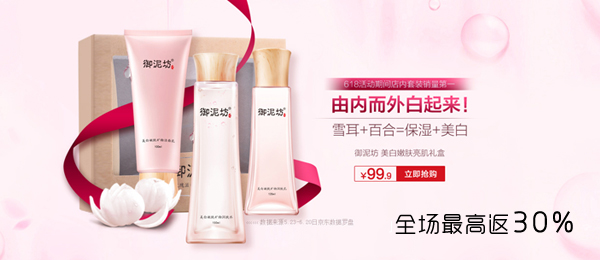 御泥坊
御泥坊
御泥坊
618活动期间店内套装销量第一
由内而外白起来!
雪耳+百合=保湿+美白
御泥坊 美白嫩肤亮肌礼盒
¥99.9 立即抢购
全场最高返30%